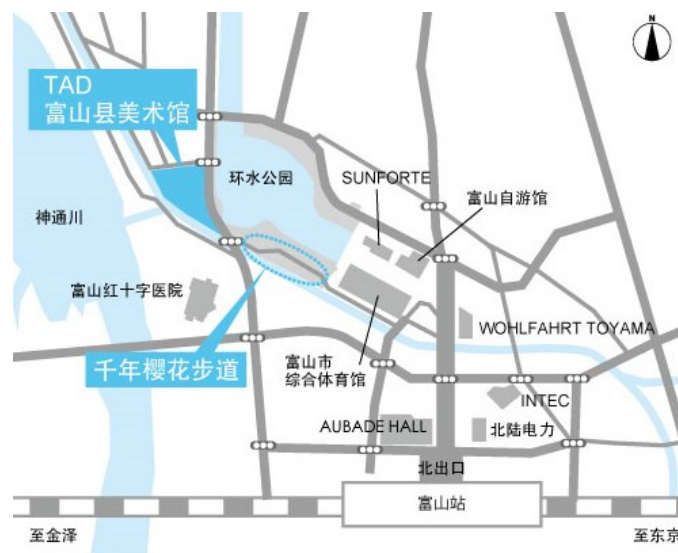 N
TAD
富山县美术馆
环水公园
SUNFORTE
富山自游馆
神通川
富山红十字医院
WOHLFAHRT TOYAMA
千年樱花步道
富山市
综合体育馆
INTEC
AUBADE HALL
北陆电力
北出口
富山站
至金泽
至东京